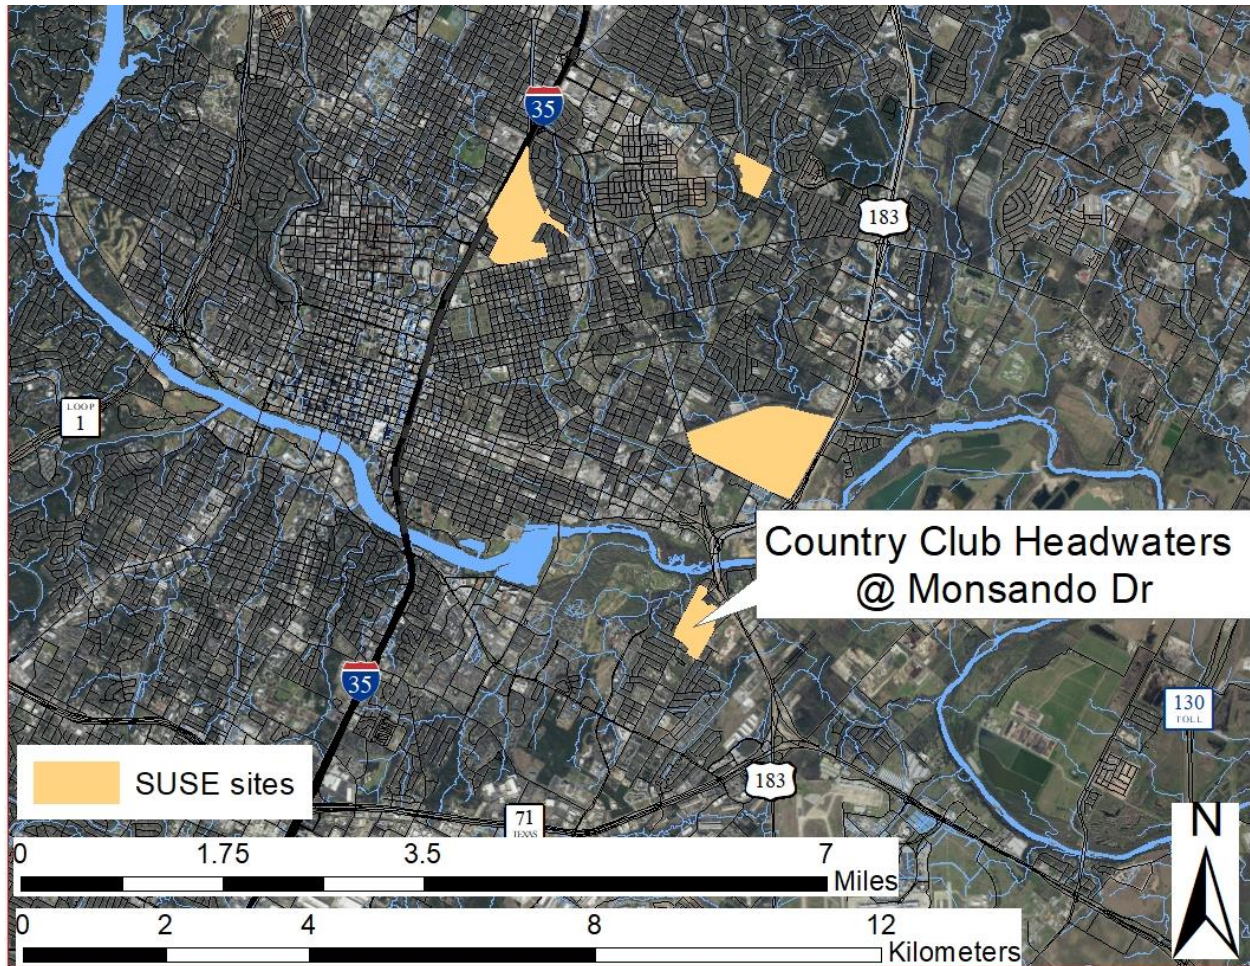 35
183
LOOP
1
Country Club Headwaters
@ Monsando Dr
35
130
TOLL
SUSE sites
183
71
TEXAS
N
0 1.75 3.5 7
Miles
0 2 4 8 12
Kilometers